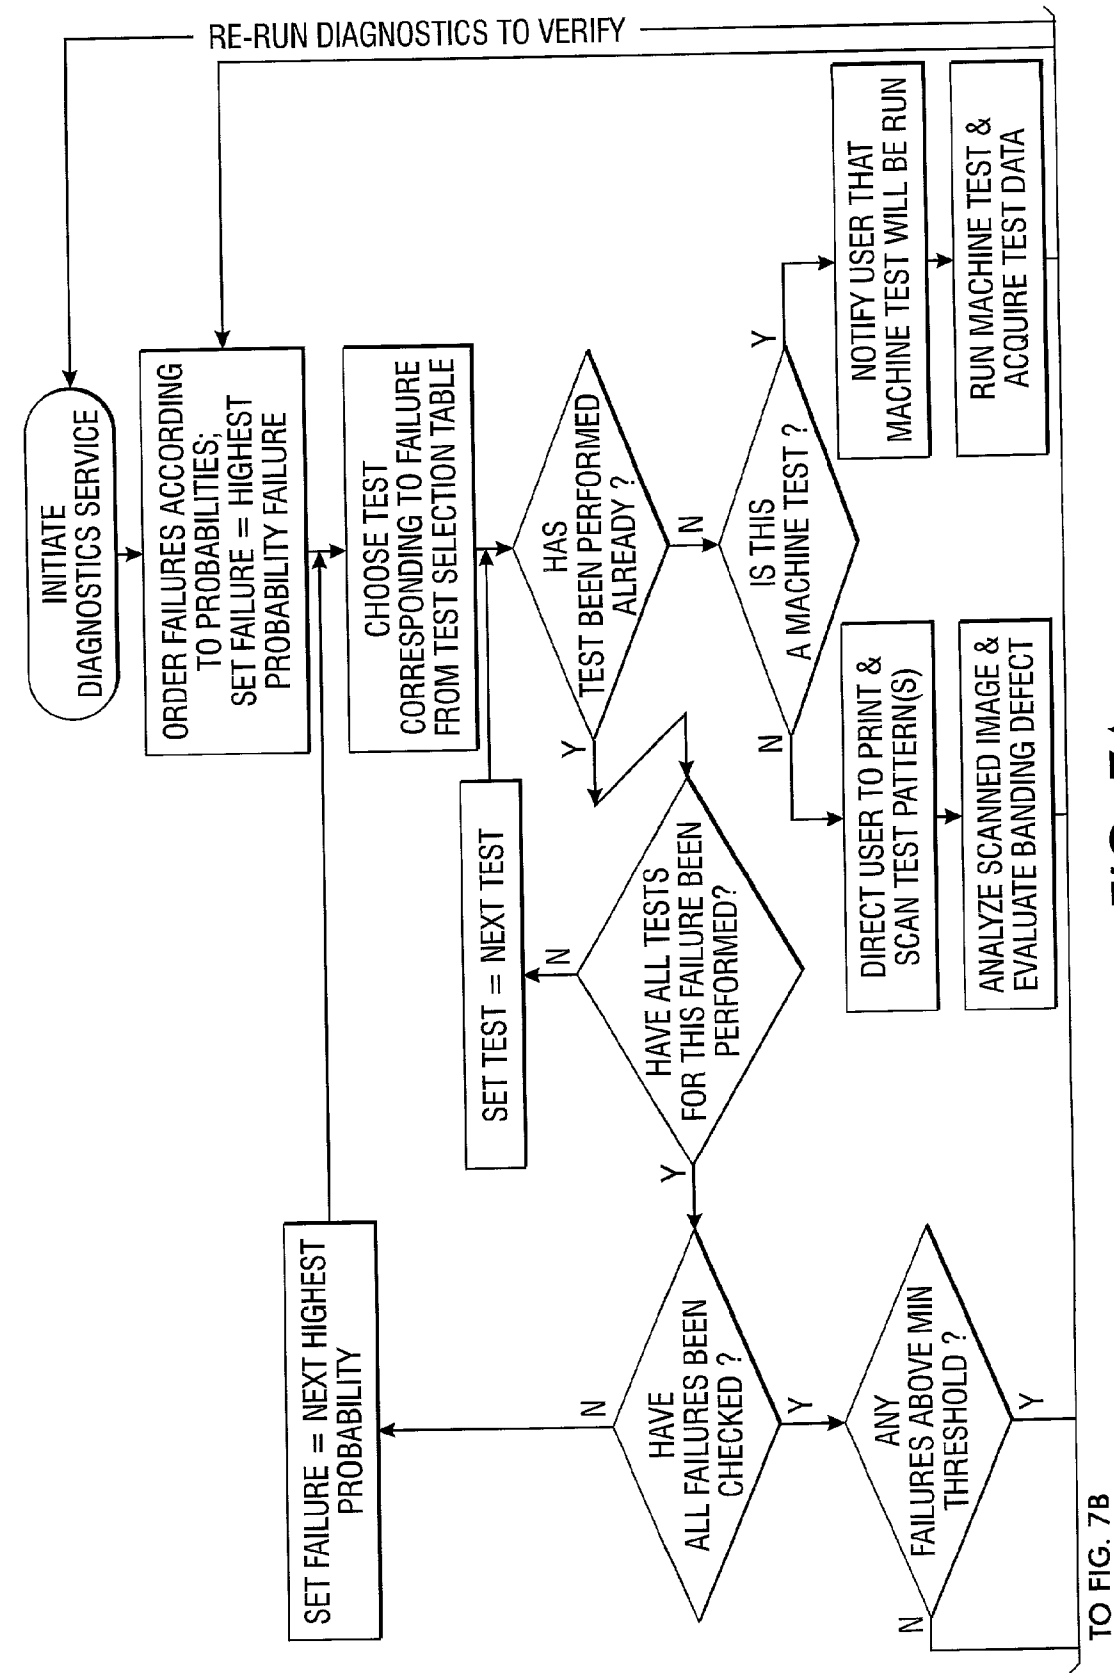 RE-RUN DIAGNOSTICS TO VERIFY
INITIATE
DIAGNOSTICS SERVICE
ORDER FAILURES ACCORDING
TO PROBABILITIES;
SET FAILURE = HIGHEST
PROBABILITY FAILURE
SET FAILURE = NEXT HIGHEST
PROBABILITY
CHOOSE TEST
CORRESPONDING TO FAILURE
FROM TEST SELECTION TABLE
SET TEST = NEXT TEST
HAS
TEST BEEN PERFORMED
ALREADY ?
Y
N
HAVE ALL TESTS
FOR THIS FAILURE BEEN
PERFORMED?
N
Y
HAVE
ALL FAILURES BEEN
CHECKED ?
N
Y
ANY
FAILURES ABOVE MIN
THRESHOLD ?
N
Y
IS THIS
A MACHINE TEST ?
N
Y
DIRECT USER TO PRINT &
SCAN TEST PATTERN(S)
ANALYZE SCANNED IMAGE &
EVALUATE BANDING DEFECT
NOTIFY USER THAT
MACHINE TEST WILL BE RUN
RUN MACHINE TEST &
ACQUIRE TEST DATA
TO FIG. 7B